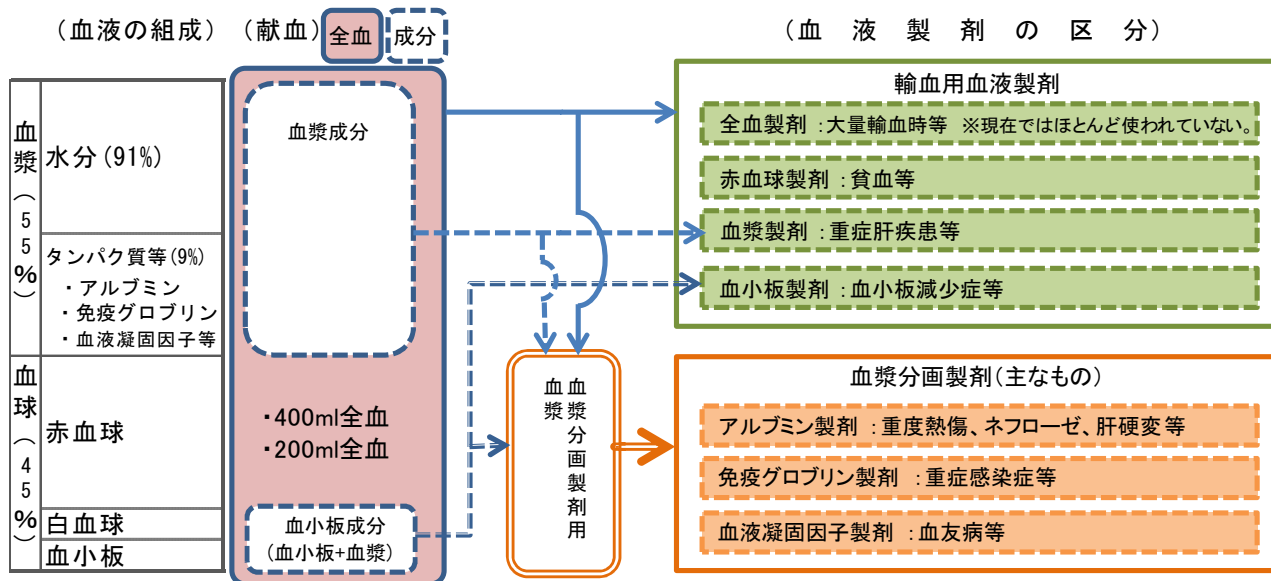 （血液の組成）
（献血）
全血
成分
（血液製剤の区分）
血漿（55%）
水分(91%)
タンパク質等(9%)
・アルブミン
・免疫グロブリン
・血液凝固因子等
血球（45%）
赤血球
白血球
血小板
血漿成分
・400ml全血
・200ml全血
血小板成分
(血小板+血漿)
血漿分画製剤用
血漿
輸血用血液製剤
全血製剤：大量輸血時等　※現在ではほとんど使われていない。
赤血球製剤：貧血等
血漿製剤：重症肝疾患等
血小板製剤：血小板減少症等
血漿分画製剤（主なもの）
アルブミン製剤：重度熱傷、ネフローゼ、肝硬変等
免疫グロブリン製剤：重症感染症等
血液凝固因子製剤：血友病等